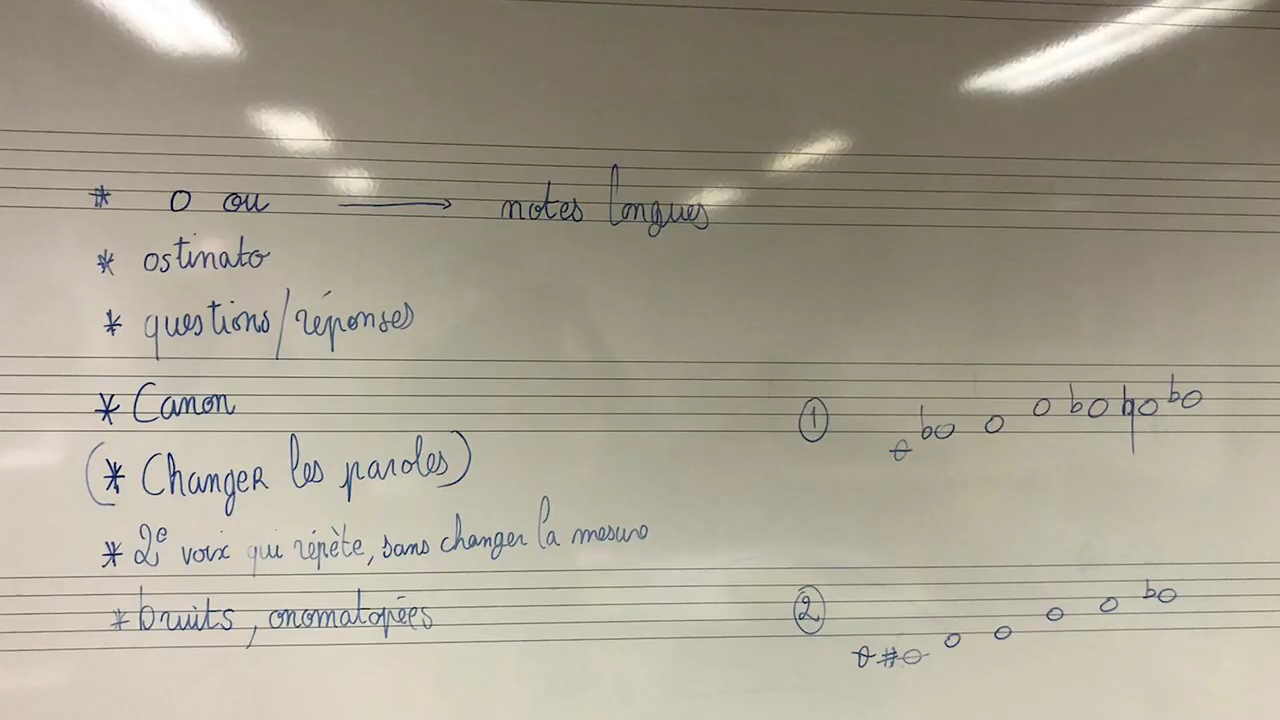 * o ou → notes longues
* ostinato
* questions/réponses
* Canon
(* Changer les paroles)
* 2e voix qui répète, sans changer la mesure
* bruits, onomatopées
1
2